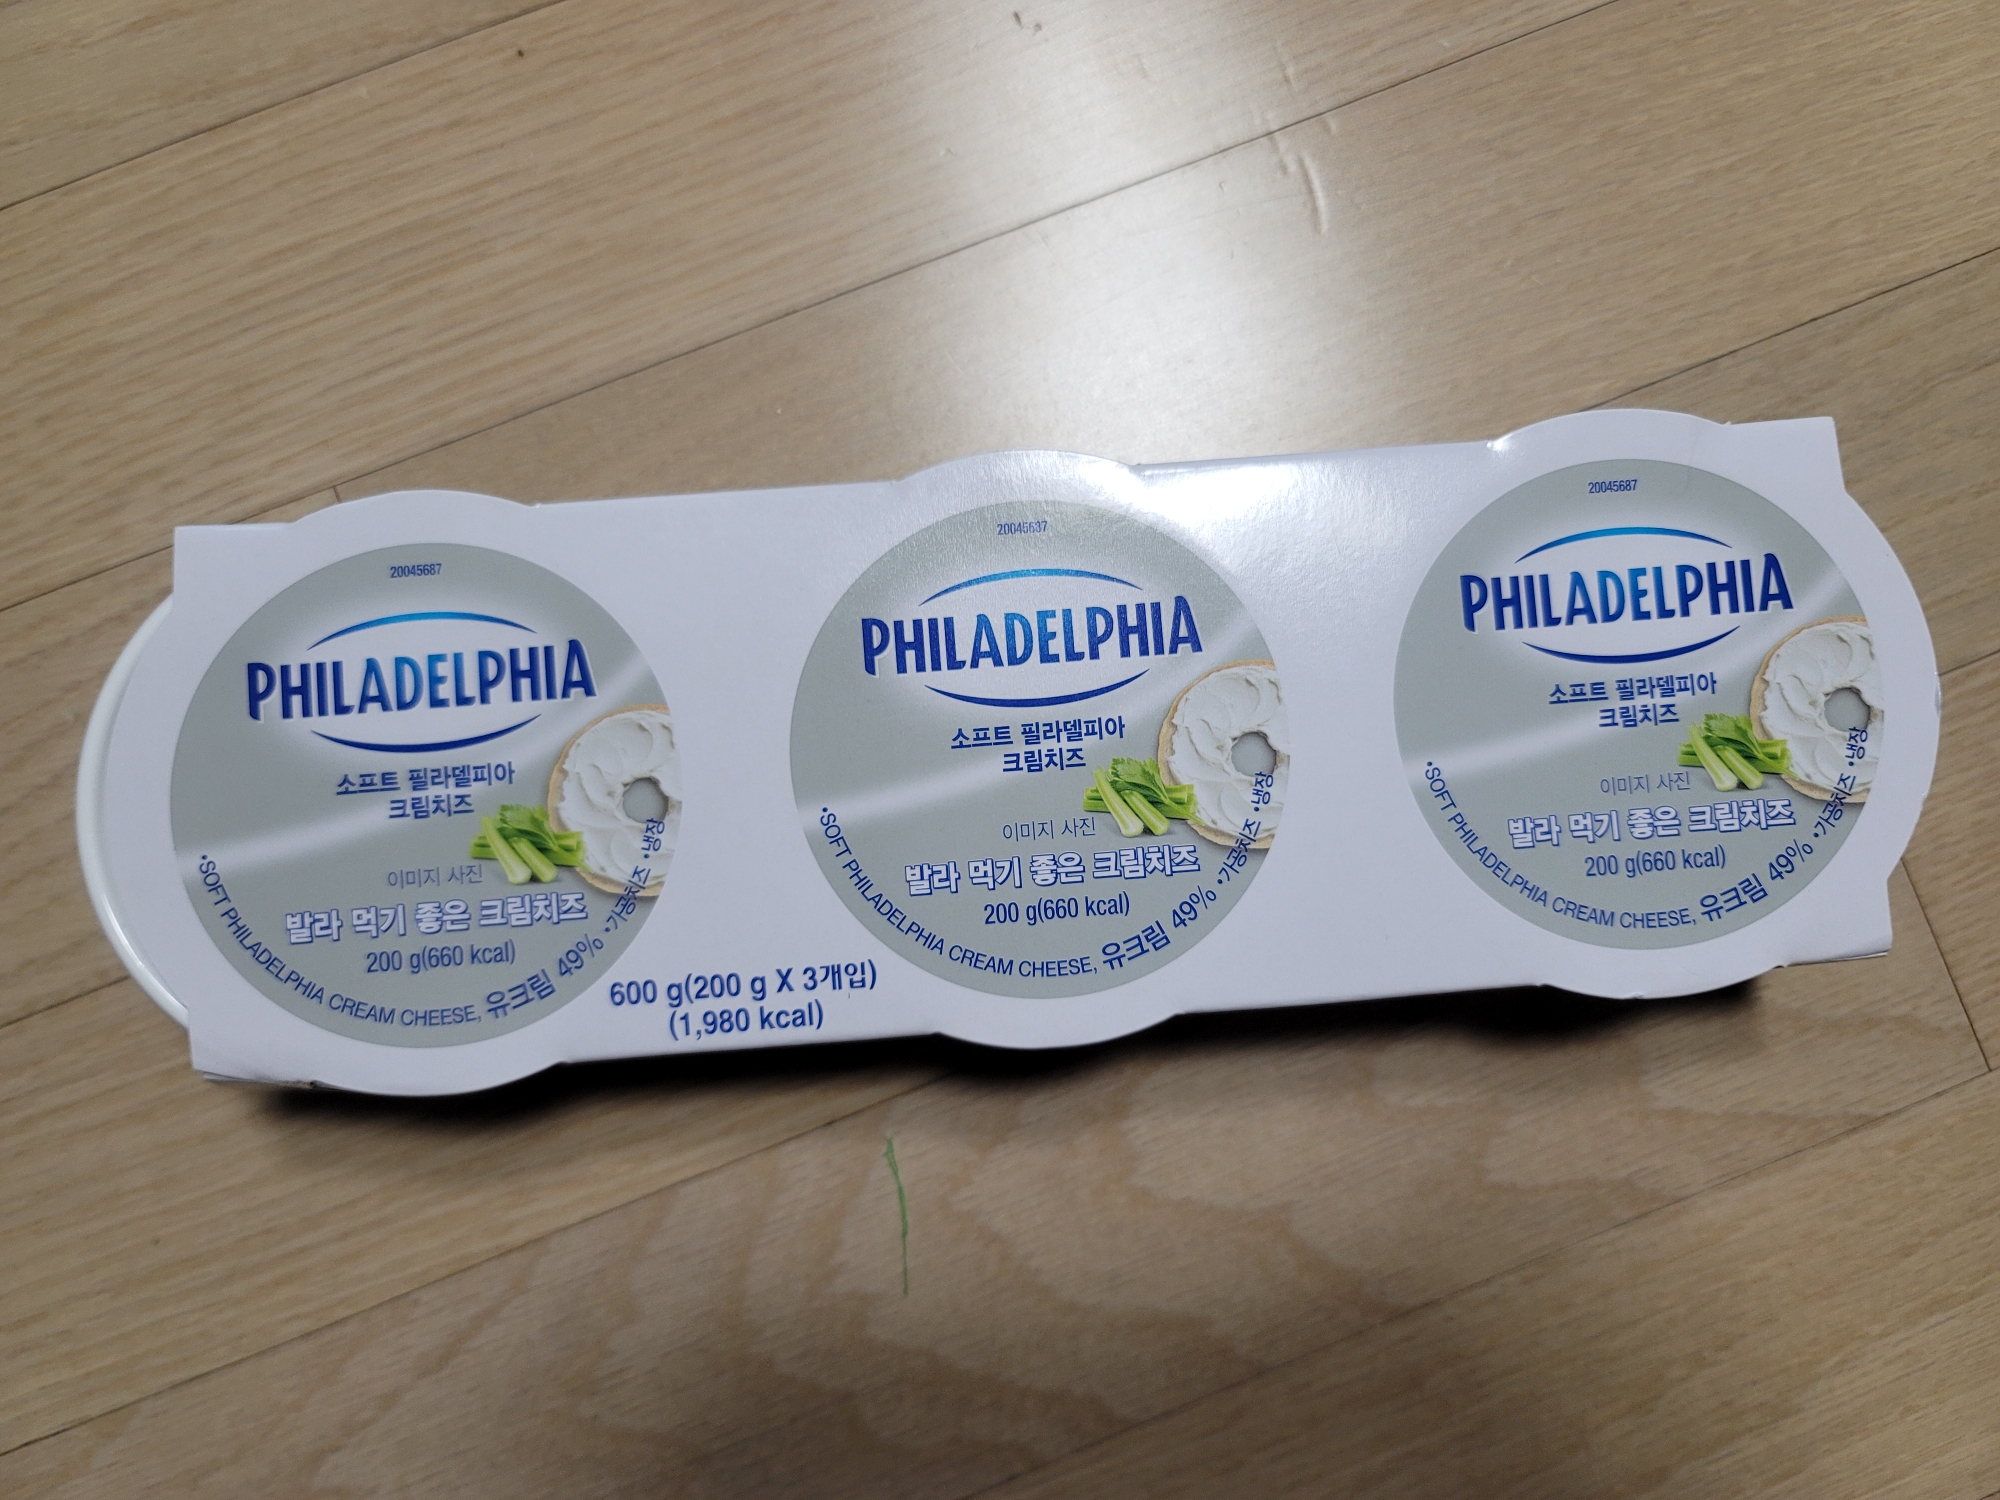 20045687
PHILADELPHIA
소프트 필라델피아
크림치즈
이미지 사진
발라 먹기 좋은 크림치즈
200 g(660 kcal)
•SOFT PHILADELPHIA CREAM CHEESE, 유크림 49% •가공치즈 •냉장
600 g(200 g X 3개입)
(1,980 kcal)
20045687
PHILADELPHIA
소프트 필라델피아
크림치즈
이미지 사진
발라 먹기 좋은 크림치즈
200 g(660 kcal)
•SOFT PHILADELPHIA CREAM CHEESE, 유크림 49% •가공치즈 •냉장
20045687
PHILADELPHIA
소프트 필라델피아
크림치즈
이미지 사진
발라 먹기 좋은 크림치즈
200 g(660 kcal)
•SOFT PHILADELPHIA CREAM CHEESE, 유크림 49% •가공치즈 •냉장